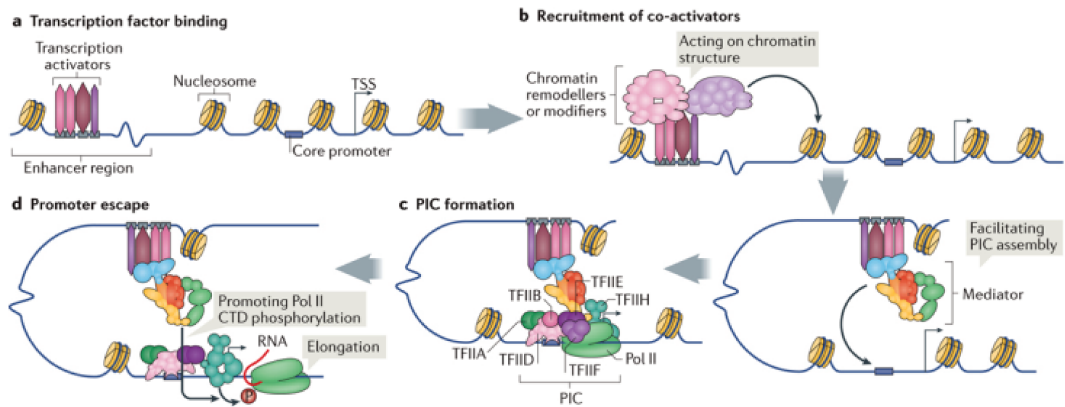 a Transcription factor binding
Transcription
activators
Nucleosome
TSS
Core promoter
Enhancer region
b Recruitment of co-activators
Acting on chromatin
structure
Chromatin
remodellers
or modifiers
d Promoter escape
Promoting Pol II
CTD phosphorylation
RNA
Elongation
P
c PIC formation
TFIIE
TFIIB
TFIIH
TFIIA
TFIID
TFIIF
Pol II
PIC
Facilitating
PIC assembly
Mediator